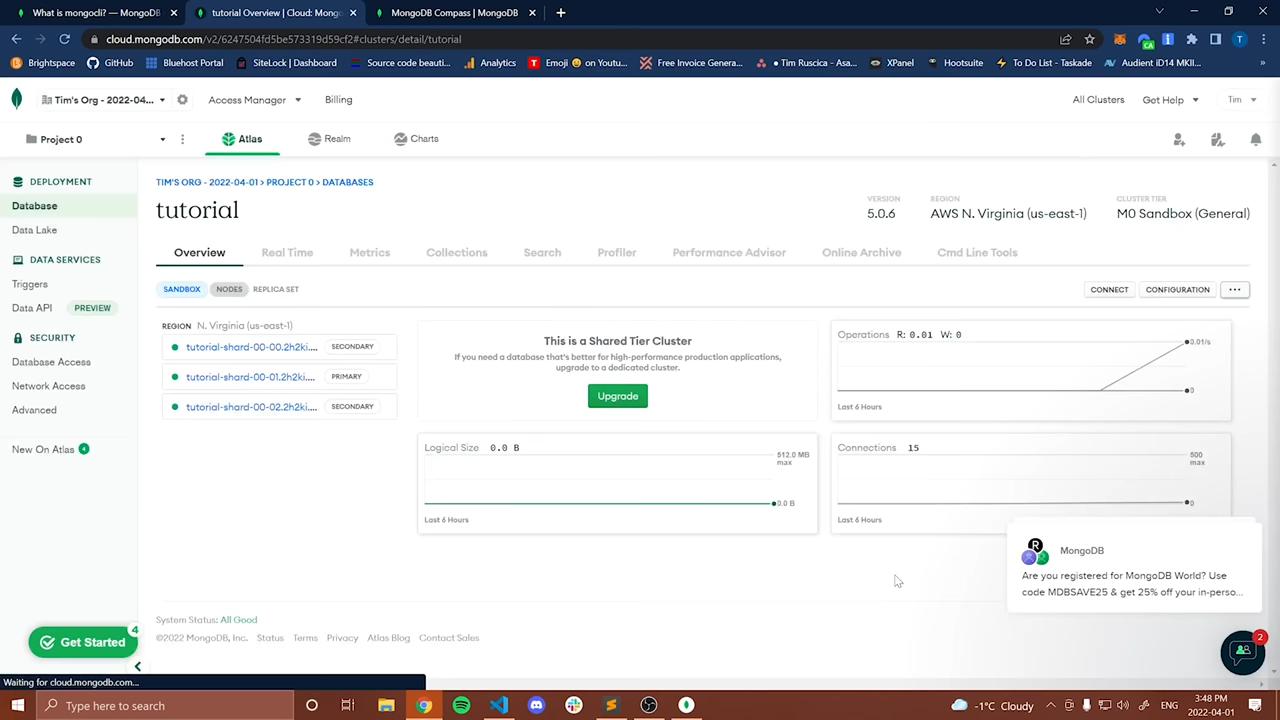 What is mongodb? — MongoDB
tutorial Overview | Cloud: Mong
MongoDB Compass | MongoDB
cloud.mongodb.com/v2/6247504fd5be573319d59cf2#clusters/detail/tutorial
Brightspace
GitHub
Bluehost Portal
SiteLock | Dashboard
Source code beauti...
Analytics
Emoji 😀 on Youtu...
Free Invoice Genera...
Tim Ruscica - Asa...
XPanel
Hootsuite
To Do List - Taskade
Audient iD14 MKII...
Tim's Org - 2022-04...
Access Manager
Billing
All Clusters
Get Help
Tim
Project 0
Atlas
Realm
Charts
DEPLOYMENT
Database
Data Lake
DATA SERVICES
Triggers
Data API PREVIEW
SECURITY
Database Access
Network Access
Advanced
New On Atlas 4
Get Started 4
TIM'S ORG - 2022-04-01 > PROJECT 0 > DATABASES
tutorial
VERSION
5.0.6
REGION
AWS N. Virginia (us-east-1)
CLUSTER TIER
M0 Sandbox (General)
Overview
Real Time
Metrics
Collections
Search
Profiler
Performance Advisor
Online Archive
Cmd Line Tools
SANDBOX
NODES
REPLICA SET
CONNECT
CONFIGURATION
...
REGION N. Virginia (us-east-1)
tutorial-shard-00-00.2h2ki.... SECONDARY
tutorial-shard-00-01.2h2ki.... PRIMARY
tutorial-shard-00-02.2h2ki.... SECONDARY
This is a Shared Tier Cluster
If you need a database that's better for high-performance production applications,
upgrade to a dedicated cluster.
Upgrade
Operations R: 0.01 W: 0
0.01/s
0
Last 6 Hours
Logical Size 0.0 B
512.0 MB
max
0.0 B
Last 6 Hours
Connections 15
500
max
0
Last 6 Hours
MongoDB
Are you registered for MongoDB World? Use
code MDBSAVE25 & get 25% off your in-perso...
2
System Status: All Good
©2022 MongoDB, Inc. Status Terms Privacy Atlas Blog Contact Sales
Waiting for cloud.mongodb.com...
Type here to search
-1°C Cloudy
3:48 PM
2022-04-01